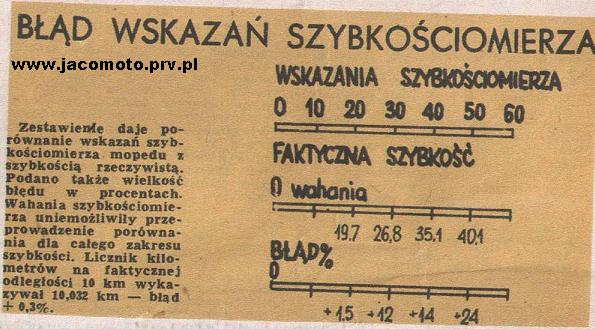 BŁĄD WSKAZAŃ SZYBKOŚCIOMIERZA
www.jacomoto.prv.pl
Zestawienie daje po-
równanie wskazań szyb-
kościomierza mopedu z
szybkością rzeczywistą.
Podano także wielkość
błędu w procentach.
Wahania szybkościomie-
rza uniemożliwiły prze-
prowadzenie porówna-
nia dla całego zakresu
szybkości. Licznik kilo-
metrów na faktycznej
odległości 10 km wyka-
zywał 10,032 km — błąd
+ 0,3%.
WSKAZANIA SZYBKOŚCIOMIERZA
0 10 20 30 40 50 60
FAKTYCZNA SZYBKOŚĆ
0 wahania
19.7 26,8 35.1 40.1
BŁĄD%
0
+1.5 +12 +14 +24